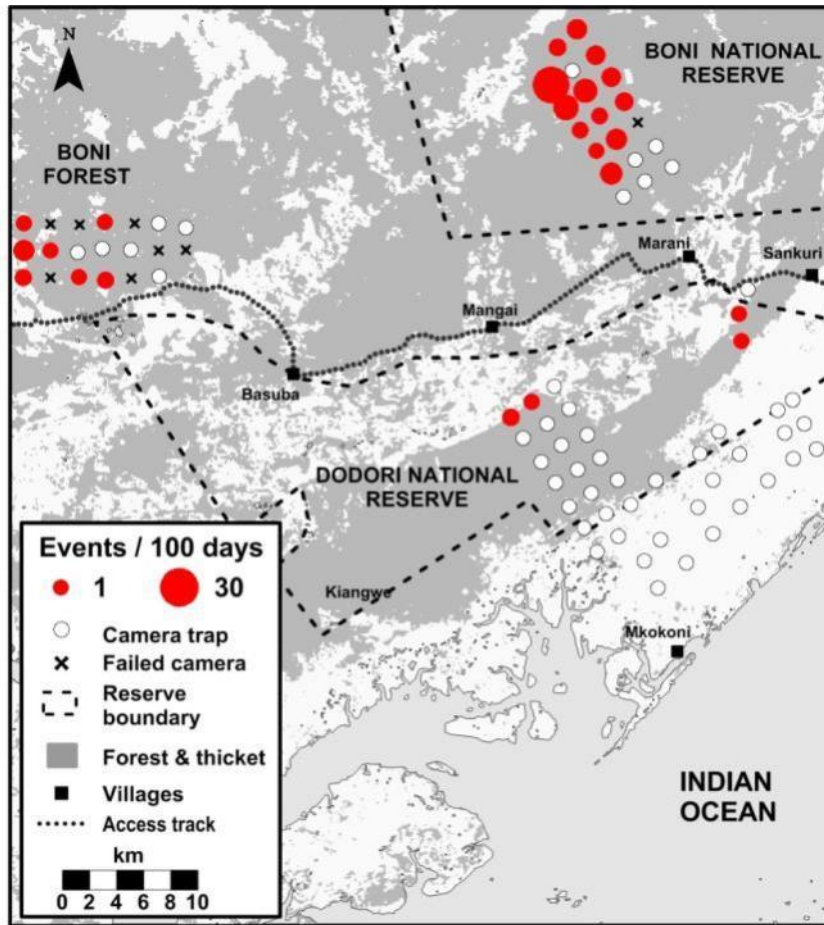 N
BONI NATIONAL
RESERVE
BONI
FOREST
Marani
Sankuri
Mangai
Basuba
DODORI NATIONAL
RESERVE
Events / 100 days
1
30
Camera trap
Failed camera
Reserve
boundary
Forest & thicket
Villages
Access track
km
0 2 4 6 8 10
Kiangwe
Mkokoni
INDIAN
OCEAN